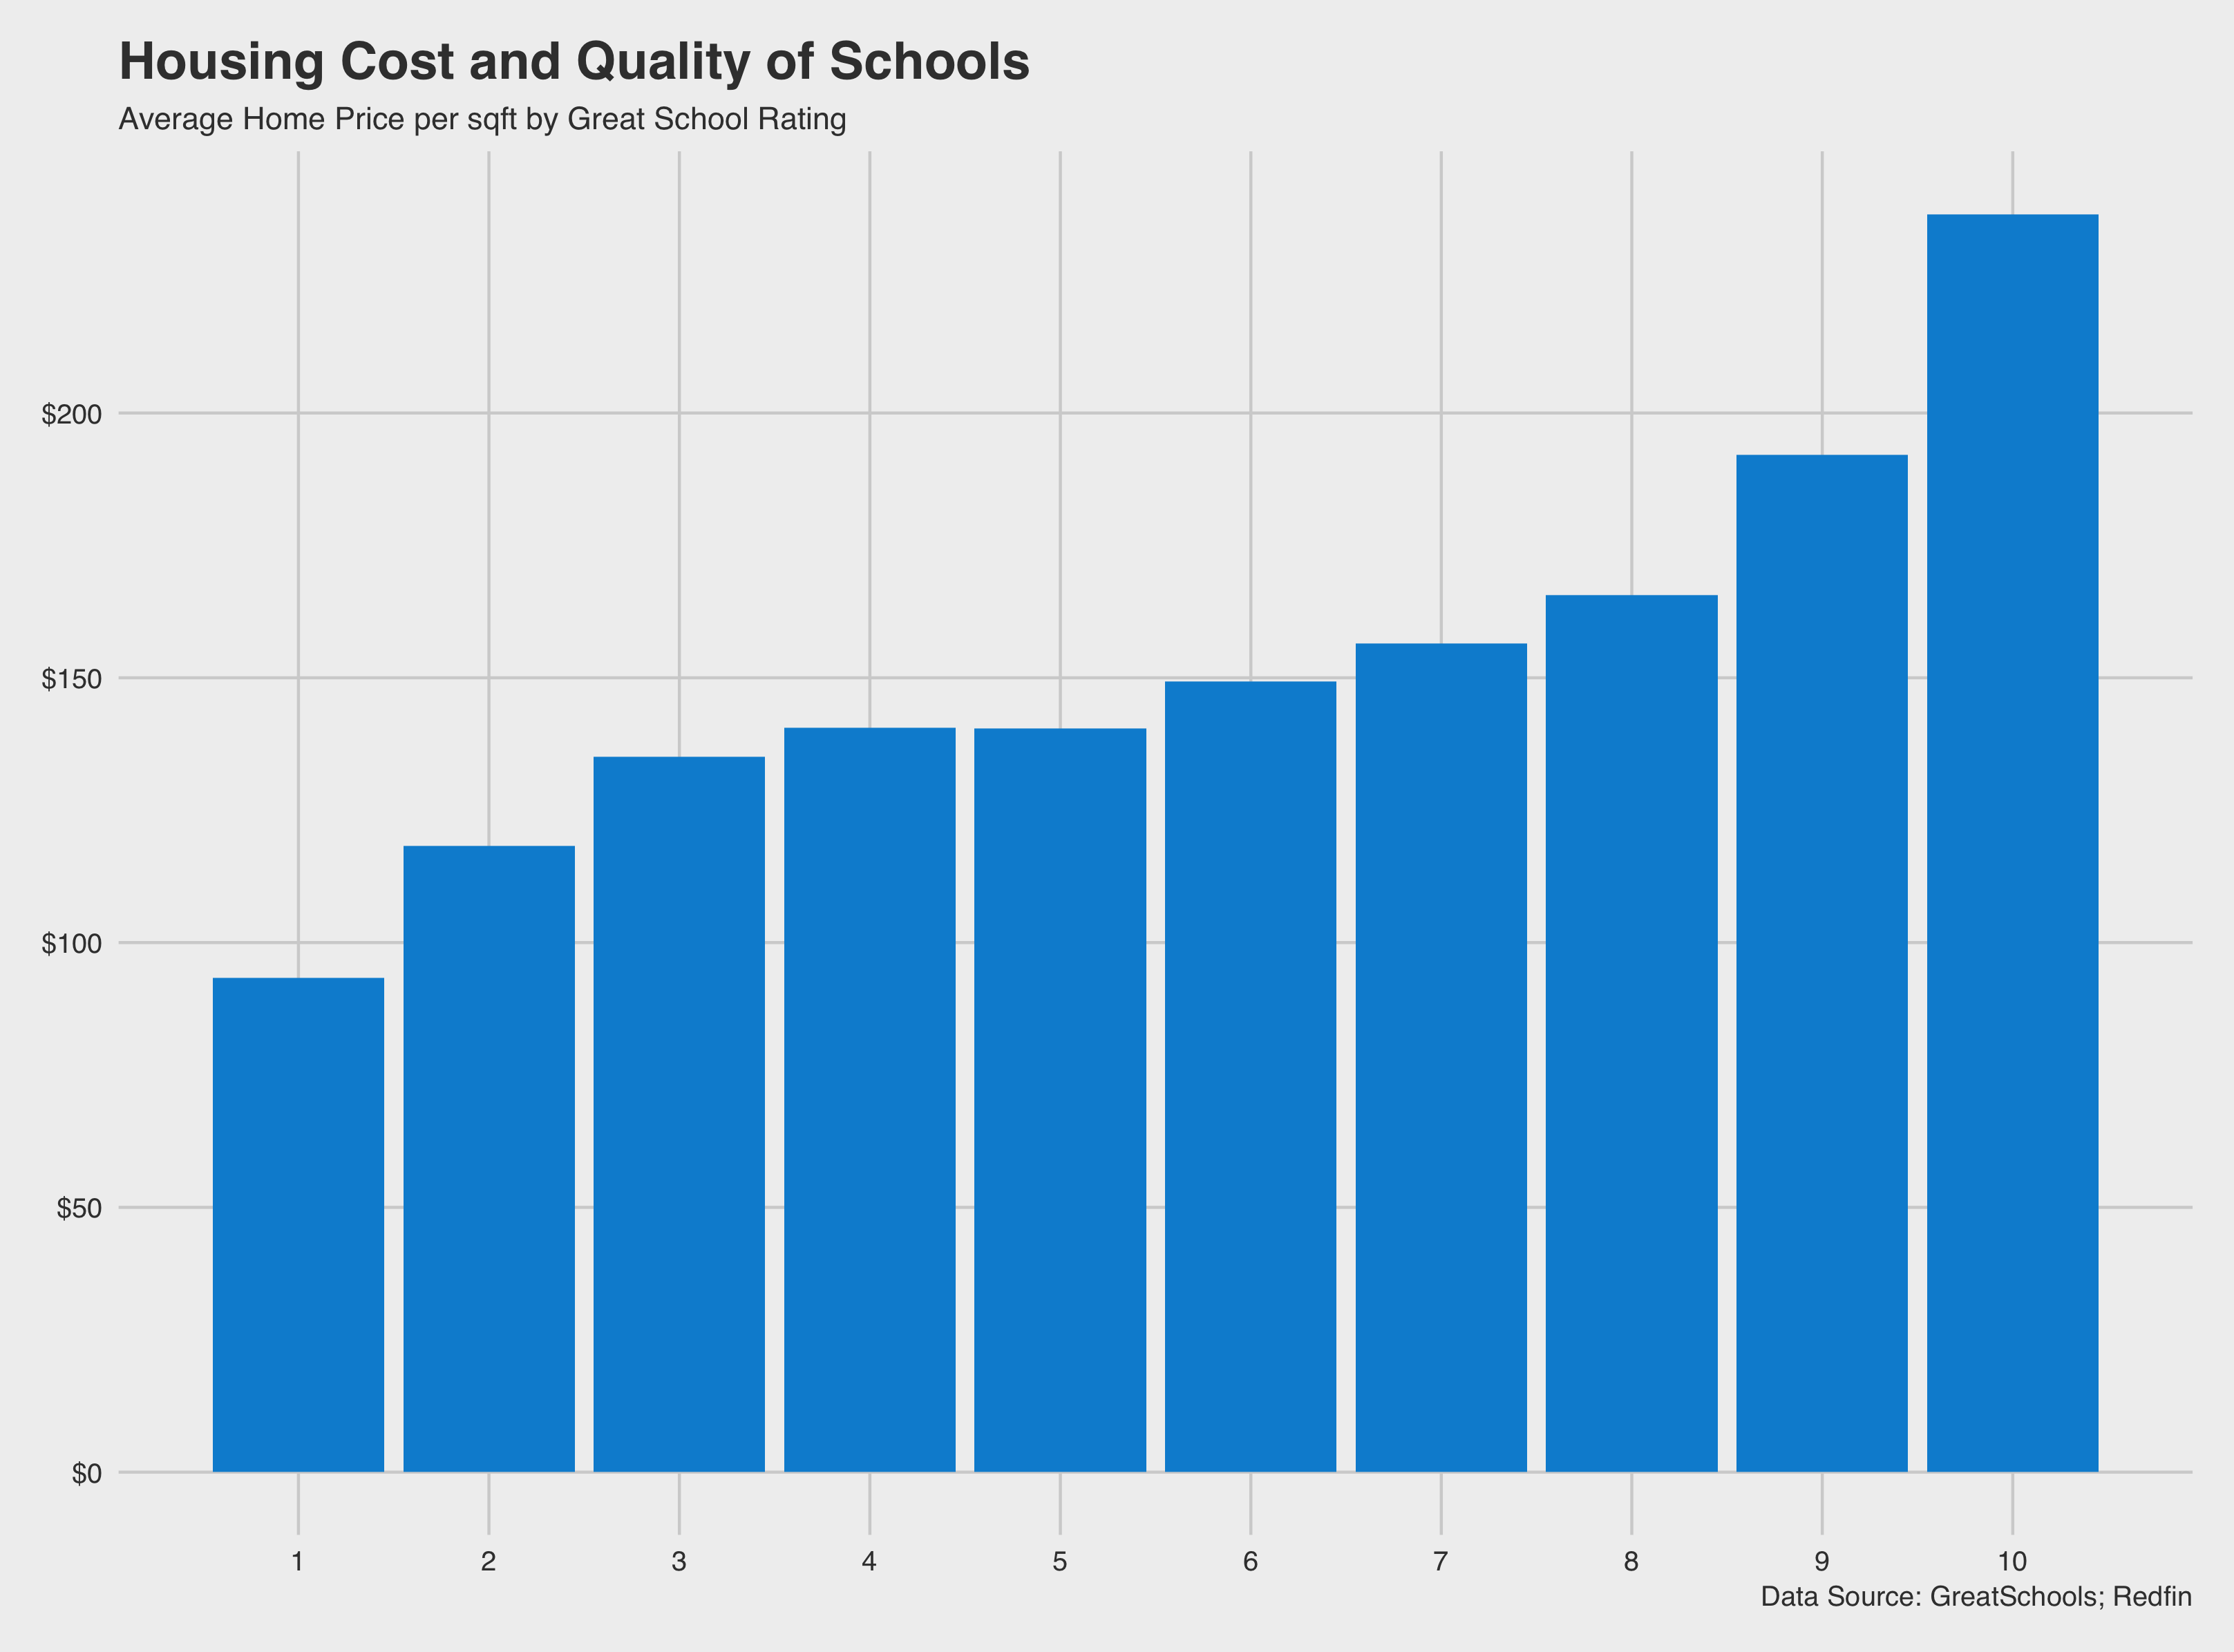 Housing Cost and Quality of Schools
Average Home Price per sqft by Great School Rating
$200
$150
$100
$50
$0
1 2 3 4 5 6 7 8 9 10
Data Source: GreatSchools; Redfin